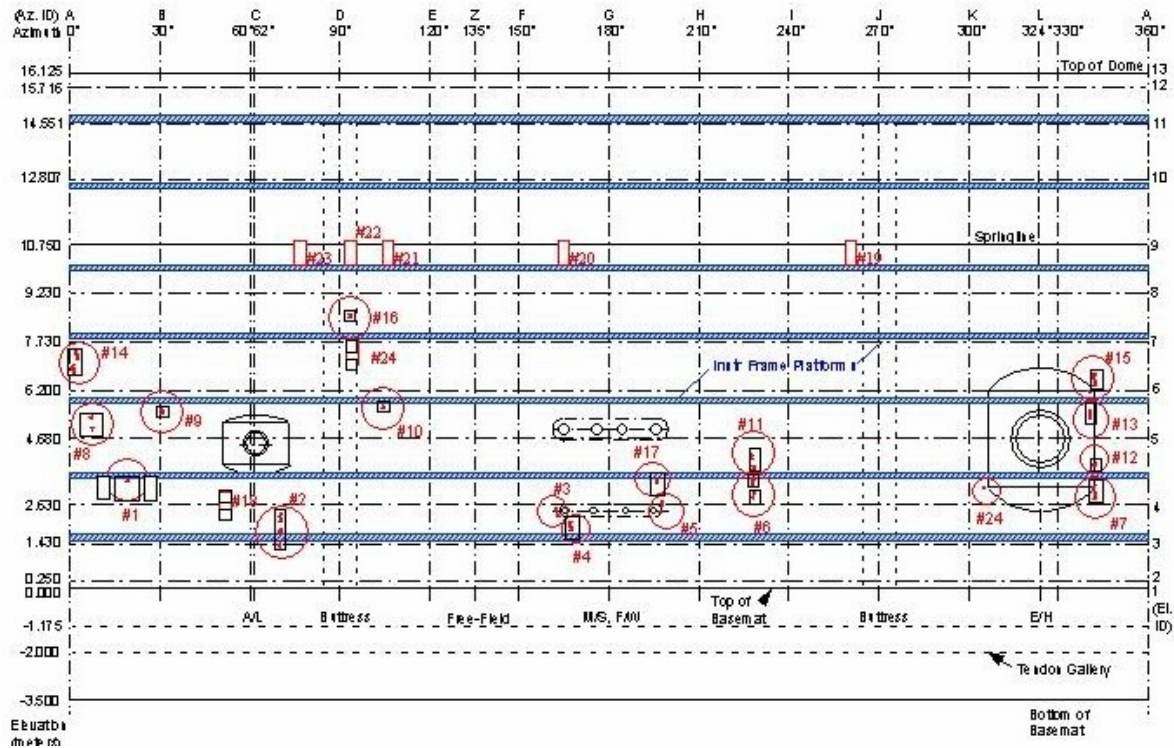 (Az. ID) A B C D E Z F G H I J K L A
Azimuth 0° 30° 60° 62° 90° 120° 135° 150° 180° 210° 240° 270° 300° 324° 330° 360°
16.125 Top of Dome 13
15.716 12
14.551 11
12.807 10
10.750 Springline 9
#23 #22 #21 #20 #19
9.230 8
#16
7.730 7
#14 #24 Instr Frame Platforms #15
6.200 6
#9 #10 #11 #13
4.680 5
#8 #17 #12
#1 #18 #2 #3 #5 #6 #24 #7
2.630 4
#4
1.430 3
0.250 2
0.000 1
A/L Buttress Free-Field M/S, F/W Top of Basemat Buttress E/H (El. ID)
-1.175
-2.000
Tendon Gallery
-3.500
Elevation (meters)
Bottom of Basemat